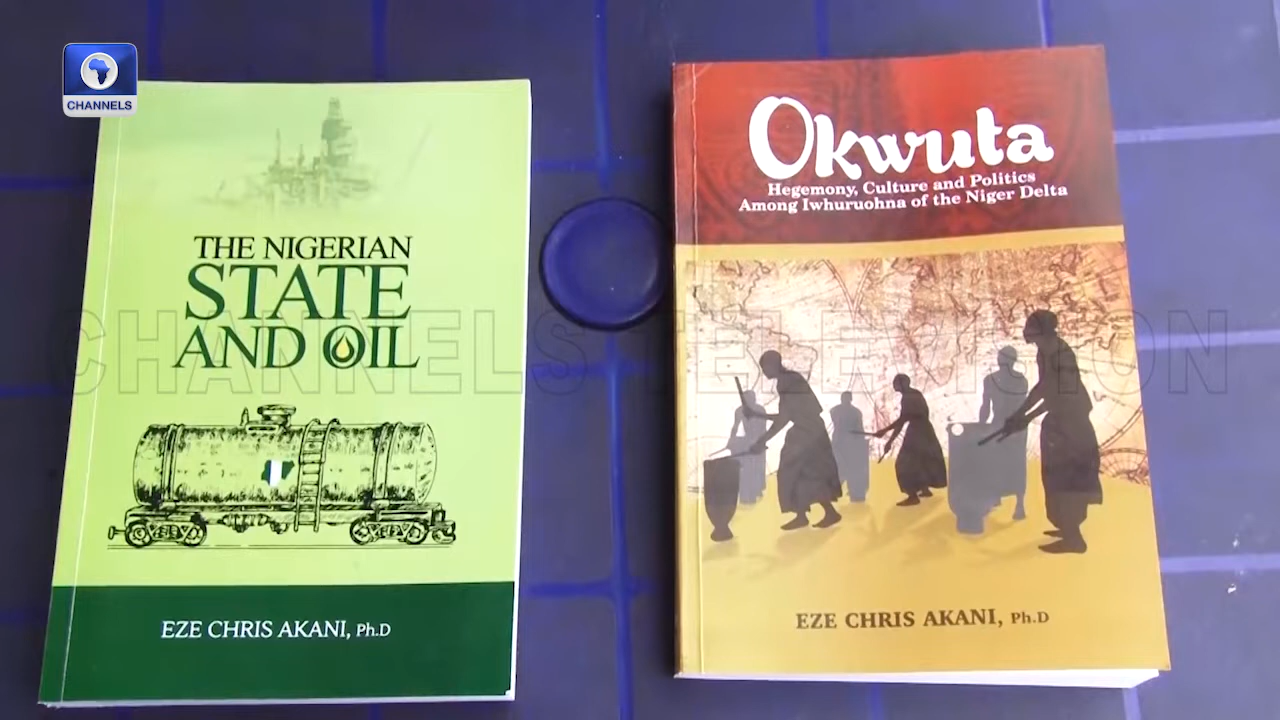 CHANNELS
THE NIGERIAN
STATE
AND OIL
EZE CHRIS AKANI, Ph.D
Okwuta
Hegemony, Culture and Politics
Among Iwhuruohna of the Niger Delta
EZE CHRIS AKANI, Ph.D
CHANNELS TELEVISION